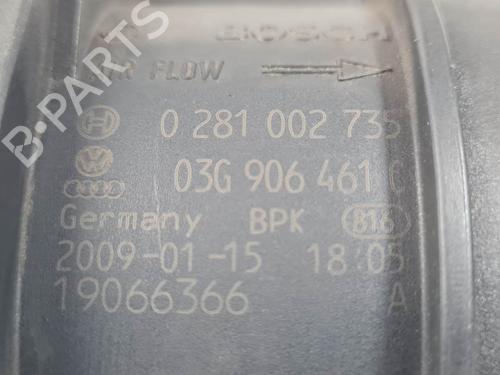 BOSCH
AIR FLOW
0 281 002 735
03G 906 461 C
Germany BPK B16
2009-01-15 18:05
19066366 A
B-PARTS